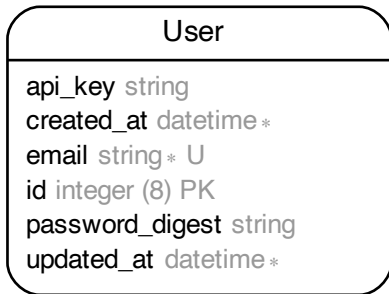 User
api_key string
created_at datetime *
email string * U
id integer (8) PK
password_digest string
updated_at datetime *